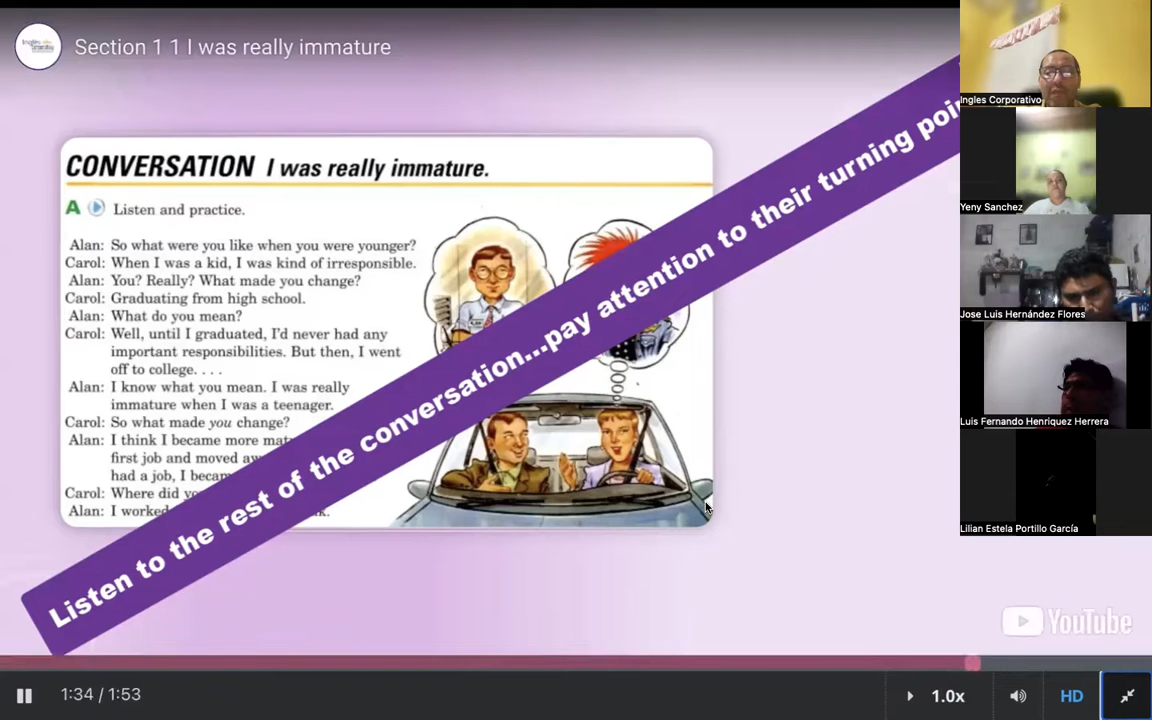 Section 1 1 I was really immature
CONVERSATION I was really immature.
A Listen and practice.
Alan: So what were you like when you were younger?
Carol: When I was a kid, I was kind of irresponsible.
Alan: You? Really? What made you change?
Carol: Graduating from high school.
Alan: What do you mean?
Carol: Well, until I graduated, I'd never had any
important responsibilities. But then, I went
off to college. . . .
Alan: I know what you mean. I was really
immature when I was a teenager.
Carol: So what made you change?
Alan: I think I became more
first job and moved
had a job, I
Carol: Where did
Alan: I worked
Listen to the rest of the conversation...pay attention to their turning
Ingles Corporativo
Yeny Sanchez
Jose Luis Hernández Flores
Luis Fernando Henriquez Herrera
Lilian Estela Portillo García
YouTube
1:34 / 1:53
1.0x
HD